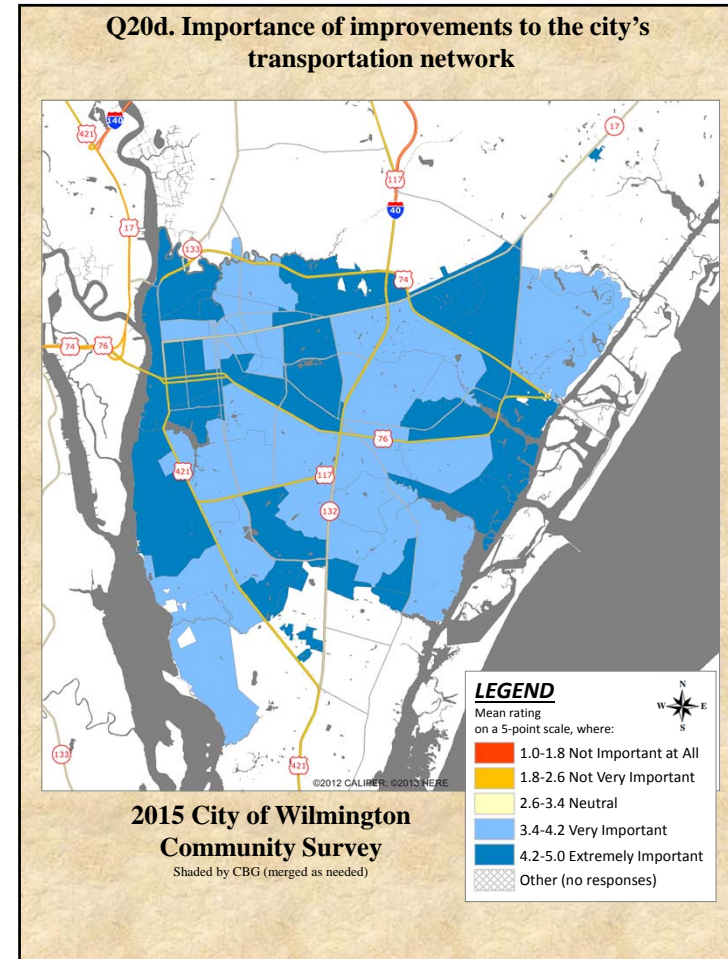 Q20d. Importance of improvements to the city's
transportation network
140
421
17
117
40
17
133
74
74
76
76
421
117
132
133
421
©2012 CALIPER; ©2013 HERE
LEGEND
Mean rating
on a 5-point scale, where:
N
W E
S
1.0-1.8 Not Important at All
1.8-2.6 Not Very Important
2.6-3.4 Neutral
3.4-4.2 Very Important
4.2-5.0 Extremely Important
Other (no responses)
2015 City of Wilmington
Community Survey
Shaded by CBG (merged as needed)